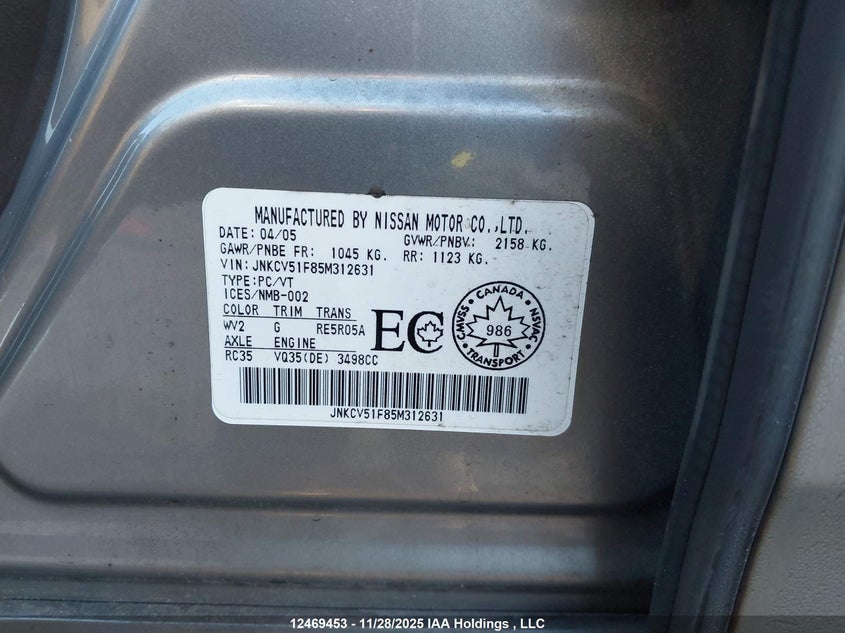 MANUFACTURED BY NISSAN MOTOR CO.,LTD.
DATE: 04/05 GVWR/PNBV: 2158 KG.
GAWR/PNBE FR: 1045 KG. RR: 1123 KG.
VIN: JNKCV51F85M312631
TYPE:PC/VT
ICES/NMB-002
COLOR TRIM TRANS
WV2 G RE5R05A
AXLE ENGINE
RC35 VQ35(DE) 3498CC
EC
CANADA
CMVSS
986
NSVAC
TRANSPORT
JNKCV51F85M312631
12469453 - 11/28/2025 IAA Holdings , LLC